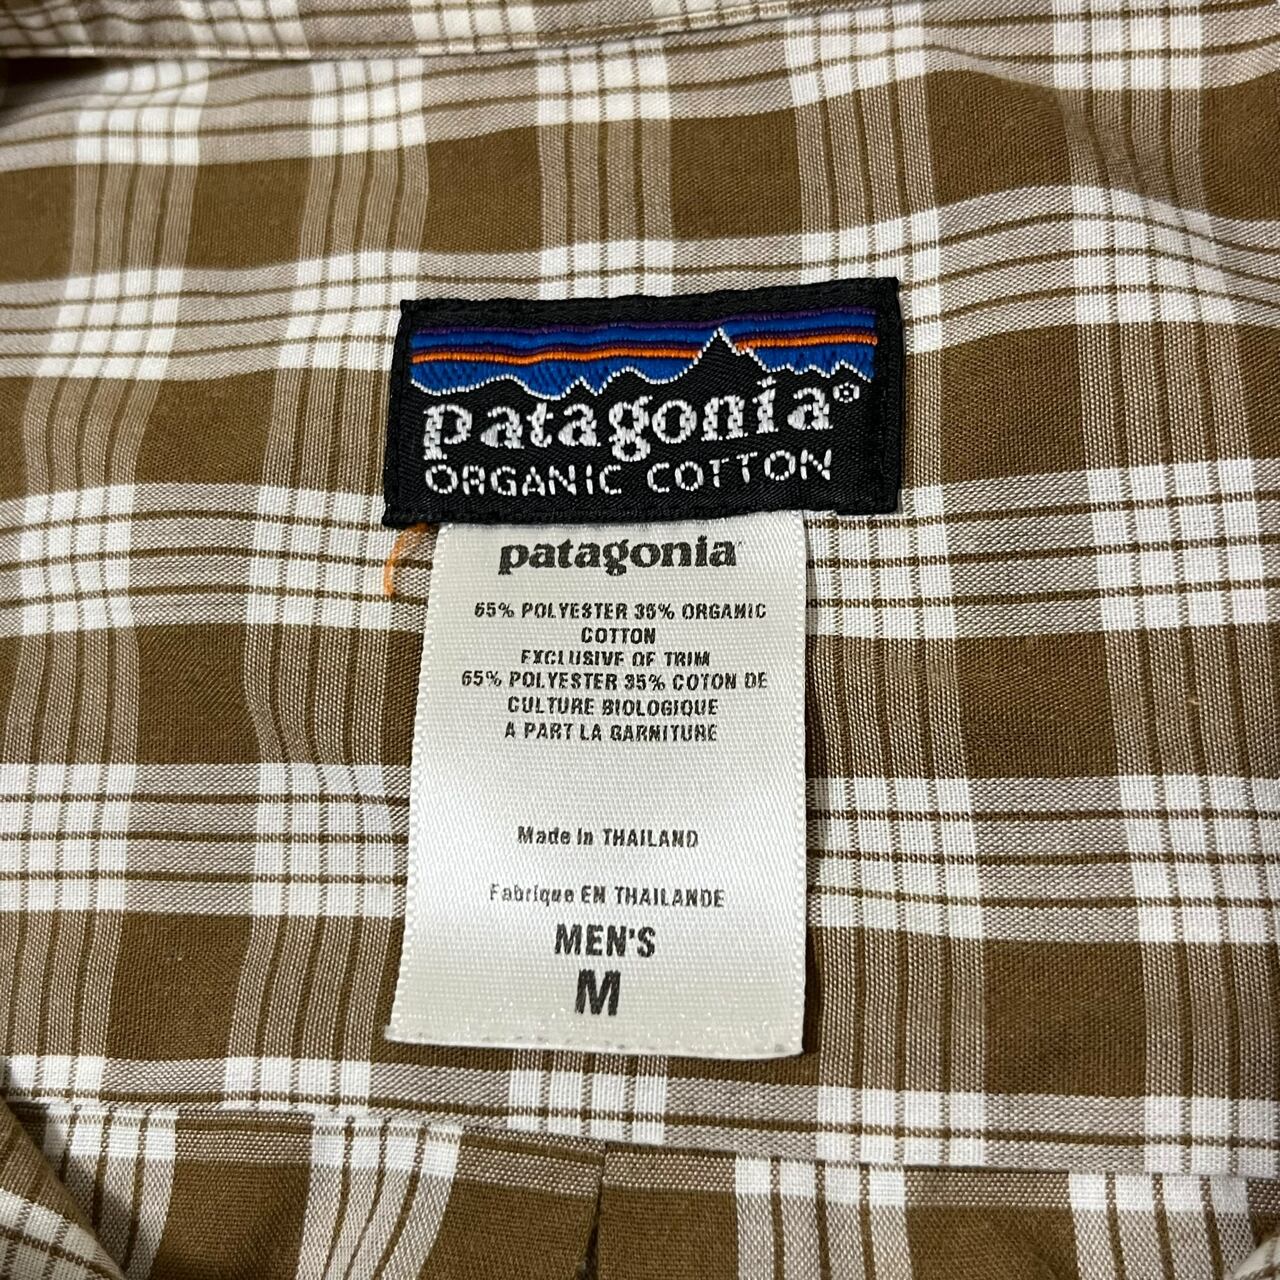 patagonia®
ORGANIC COTTON
patagonia
65% POLYESTER 35% ORGANIC
COTTON
EXCLUSIVE OF TRIM
65% POLYESTER 35% COTON DE
CULTURE BIOLOGIQUE
A PART LA GARNITURE
Made in THAILAND
Fabrique EN THAILANDE
MEN'S
M